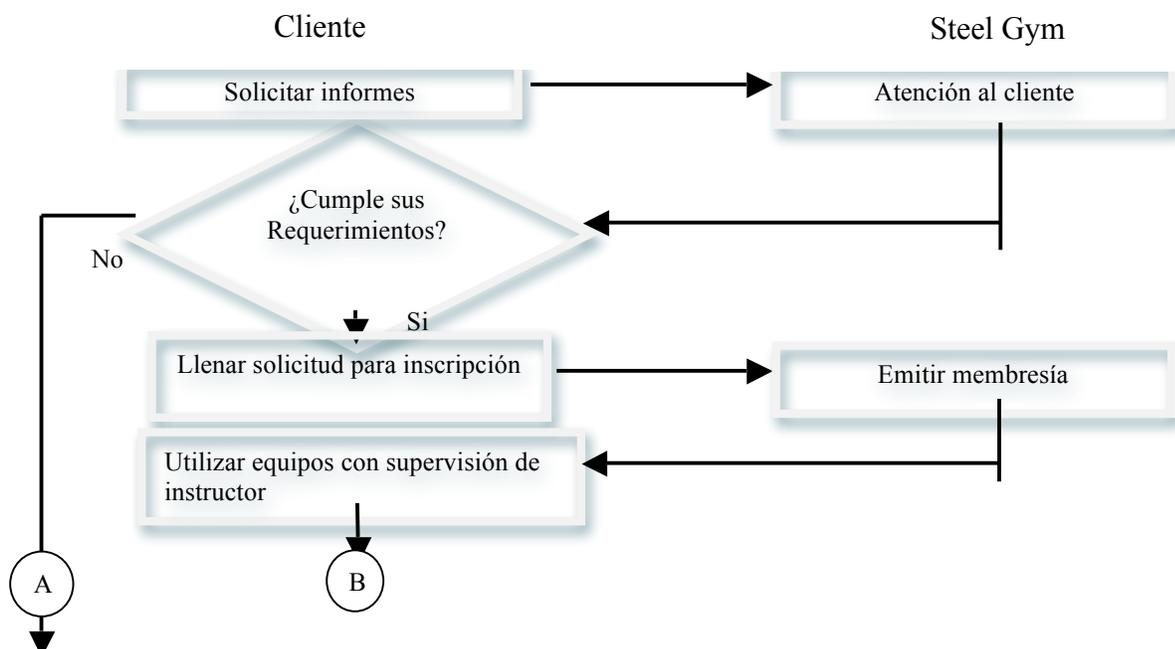 Cliente
Steel Gym
Solicitar informes
Atención al cliente
¿Cumple sus
Requerimientos?
No
Si
Llenar solicitud para inscripción
Emitir membresía
Utilizar equipos con supervisión de
instructor
A
B